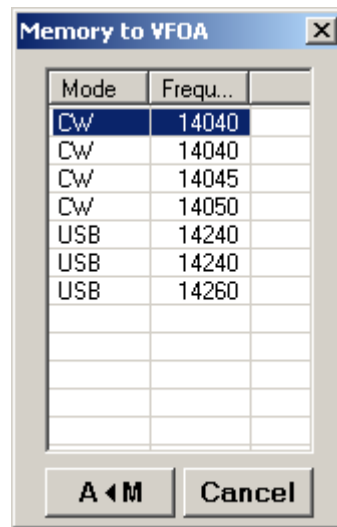 Memory to VFOA
Mode Frequ...
CW 14040
CW 14040
CW 14045
CW 14050
USB 14240
USB 14240
USB 14260
A◄M Cancel